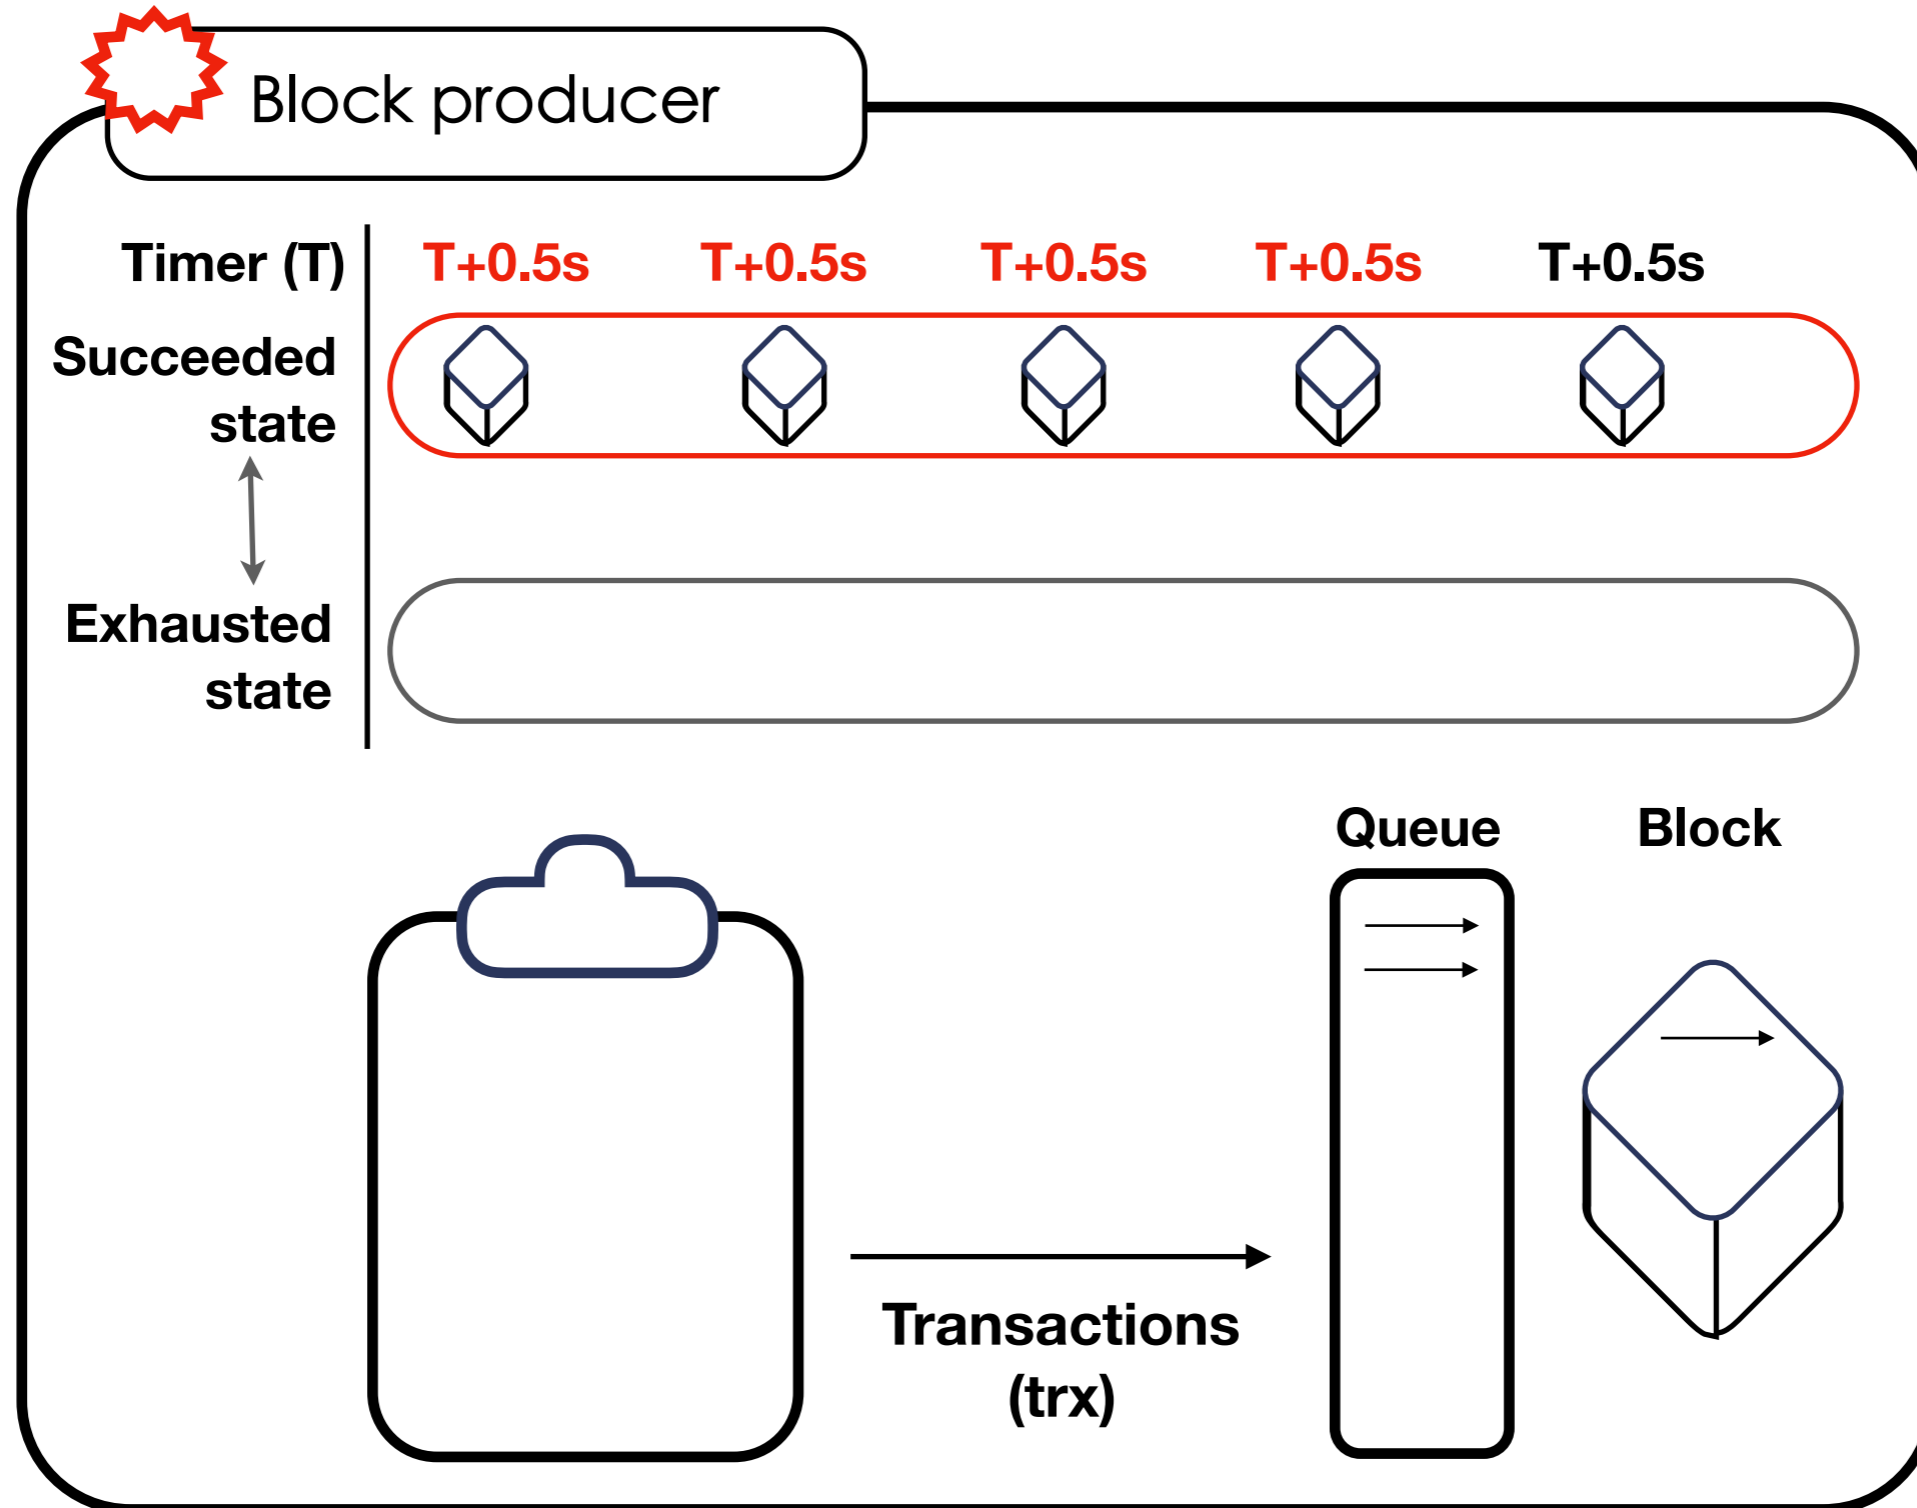 Block producer
Timer (T) T+0.5s T+0.5s T+0.5s T+0.5s T+0.5s
Succeeded
state
Exhausted
state
Queue Block
Transactions
(trx)